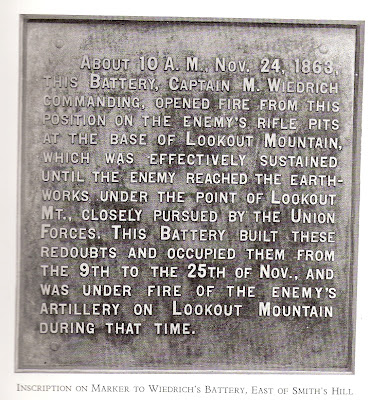 ABOUT 10 A. M., NOV. 24, 1863,
THIS BATTERY, CAPTAIN M. WIEDRICH
COMMANDING, OPENED FIRE FROM THIS
POSITION ON THE ENEMY'S RIFLE PITS
AT THE BASE OF LOOKOUT MOUNTAIN,
WHICH WAS EFFECTIVELY SUSTAINED
UNTIL THE ENEMY REACHED THE EARTH-
WORKS UNDER THE POINT OF LOOKOUT
MT., CLOSELY PURSUED BY THE UNION
FORCES. THIS BATTERY BUILT THESE
REDOUBTS AND OCCUPIED THEM FROM
THE 9TH TO THE 25TH OF NOV., AND
WAS UNDER FIRE OF THE ENEMY'S
ARTILLERY ON LOOKOUT MOUNTAIN
DURING THAT TIME.
INSCRIPTION ON MARKER TO WIEDRICH'S BATTERY, EAST OF SMITH'S HILL